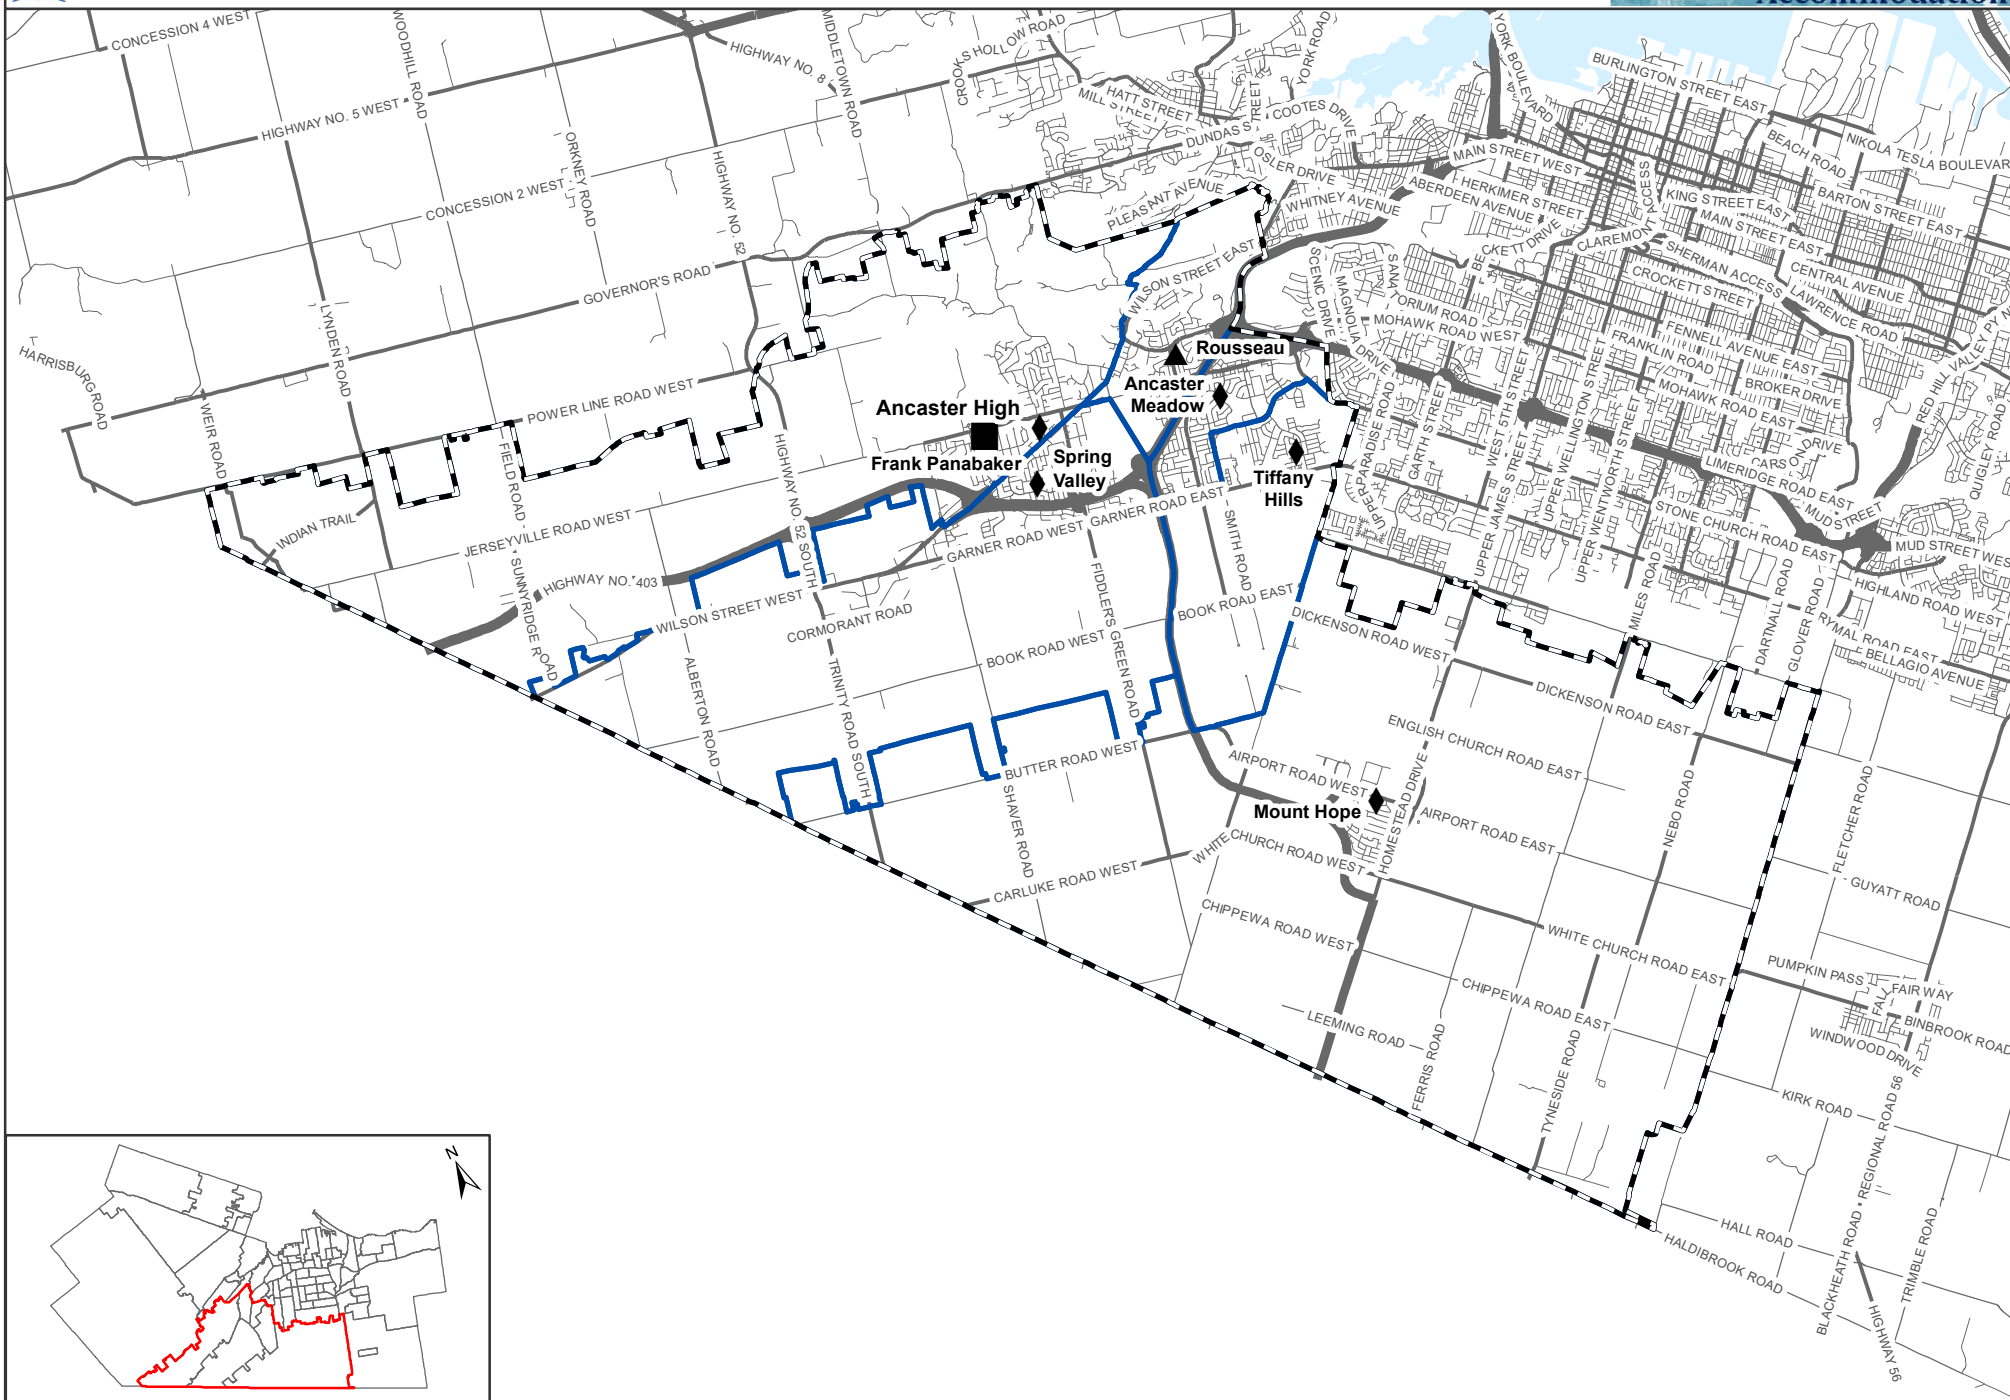 Accommodation
CONCESSION 4 WEST
WOODHILL ROAD
HIGHWAY NO. 8
MIDDLETOWN ROAD
CROOKS HOLLOW ROAD
YORK ROAD
YORK BOULEVARD
BURLINGTON STREET EAST
HIGHWAY NO. 5 WEST
HATT STREET
MILL STREET
DUNDAS STREET
COOTES DRIVE
BEACH ROAD
NIKOLA TESLA BOULEVAR
ORKNEY ROAD
HIGHWAY NO. 52
OSLER DRIVE
MAIN STREET WEST
CONCESSION 2 WEST
PLEASANT AVENUE
WHITNEY AVENUE
ABERDEEN AVENUE
HERKIMER STREET
CLAREMONT ACCESS
KING STREET EAST
BARTON STREET EAST
MAIN STREET EAST
SHERMAN ACCESS
CENTRAL AVENUE
GOVERNOR'S ROAD
WILSON STREET EAST
SCENIC DRIVE
MAGNOLIA DRIVE
SANATORIUM ROAD
BECKETT DRIVE
CROCKETT STREET
LAWRENCE ROAD
MOHAWK ROAD WEST
FENNELL AVENUE EAST
FRANKLIN ROAD
BROKER DRIVE
MOHAWK ROAD EAST
RED HILL VALLEY PY N
HARRISBURG ROAD
LYNDEN ROAD
WEIR ROAD
POWER LINE ROAD WEST
Rousseau
Ancaster
Meadow
Ancaster High
Frank Panabaker
Spring
Valley
Tiffany
Hills
UPPER PARADISE ROAD
GARTH STREET
WEST 5TH STREET
UPPER JAMES STREET
UPPER WELLINGTON STREET
UPPER WENTWORTH STREET
LIMERIDGE ROAD EAST
MUD STREET
QUIGLEY ROAD
STONE CHURCH ROAD EAST
MUD STREET WES
INDIAN TRAIL
FIELD ROAD
JERSEYVILLE ROAD WEST
SUNNYRIDGE ROAD
HIGHWAY NO. 403
HIGHWAY NO. 52 SOUTH
GARNER ROAD WEST
GARNER ROAD EAST
SMITH ROAD
FIDDLERS GREEN ROAD
WILSON STREET WEST
CORMORANT ROAD
BOOK ROAD WEST
BOOK ROAD EAST
DICKENSON ROAD WEST
DICKENSON ROAD EAST
MILES ROAD
DARTNALL ROAD
GLOVER ROAD
HIGHLAND ROAD WEST
RYMAL ROAD EAST
BELLAGIO AVENUE
ALBERTON ROAD
TRINITY ROAD SOUTH
SHAVER ROAD
BUTTER ROAD WEST
AIRPORT ROAD WEST
ENGLISH CHURCH ROAD EAST
HOMESTEAD DRIVE
Mount Hope
AIRPORT ROAD EAST
NEBO ROAD
FLETCHER ROAD
GUYATT ROAD
CARLUKE ROAD WEST
WHITE CHURCH ROAD WEST
CHIPPEWA ROAD WEST
WHITE CHURCH ROAD EAST
PUMPKIN PASS
FAIRWAY
FALL
BINBROOK ROAD
WINDWOOD DRIVE
CHIPPEWA ROAD EAST
LEEMING ROAD
FERRIS ROAD
TYNESIDE ROAD
KIRK ROAD
BLACKHEATH ROAD
REGIONAL ROAD 56
HALL ROAD
TRIMBLE ROAD
HALDIBROOK ROAD
HIGHWAY 56
N